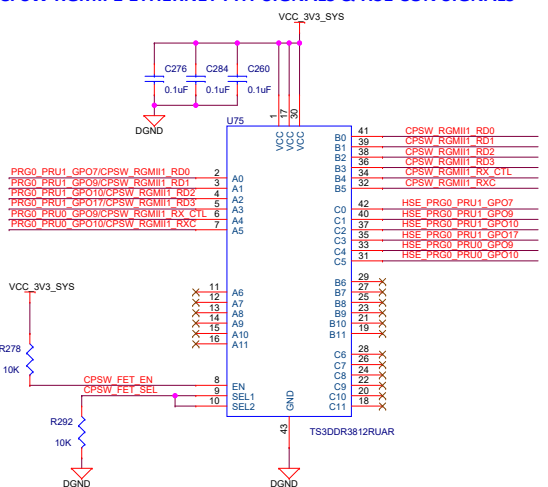 CPSW RGMII 1 ETHERNET PHY SIGNALS & HSE CON SIGNALS
VCC_3V3_SYS
C276
0.1uF
C284
0.1uF
C260
0.1uF
DGND
U75
1
17
30
VCC
VCC
VCC
PRG0_PRU1_GPO7/CPSW_RGMII1_RD0 2 A0
PRG0_PRU1_GPO9/CPSW_RGMII1_RD1 3 A1
PRG0_PRU1_GPO10/CPSW_RGMII1_RD2 4 A2
PRG0_PRU1_GPO17/CPSW_RGMII1_RD3 5 A3
PRG0_PRU0_GPO9/CPSW_RGMII1_RX_CTL 6 A4
PRG0_PRU0_GPO10/CPSW_RGMII1_RXC 7 A5
B0 41 CPSW_RGMII1_RD0
B1 39 CPSW_RGMII1_RD1
B2 38 CPSW_RGMII1_RD2
B3 36 CPSW_RGMII1_RD3
B4 34 CPSW_RGMII1_RX_CTL
B5 32 CPSW_RGMII1_RXC
C0 42 HSE_PRG0_PRU1_GPO7
C1 40 HSE_PRG0_PRU1_GPO9
C2 37 HSE_PRG0_PRU1_GPO10
C3 35 HSE_PRG0_PRU1_GPO17
C4 33 HSE_PRG0_PRU0_GPO9
C5 31 HSE_PRG0_PRU0_GPO10
VCC_3V3_SYS
11 A6
12 A7
13 A8
14 A9
15 A10
16 A11
B6 29
B7 27
B8 25
B9 23
B10 21
B11 19
C6 28
C7 26
C8 24
C9 22
C10 20
C11 18
R278
10K
CPSW_FET_EN 8 EN
CPSW_FET_SEL 9 SEL1
10 SEL2
GND
43
TS3DDR3812RUAR
R292
10K
DGND
DGND